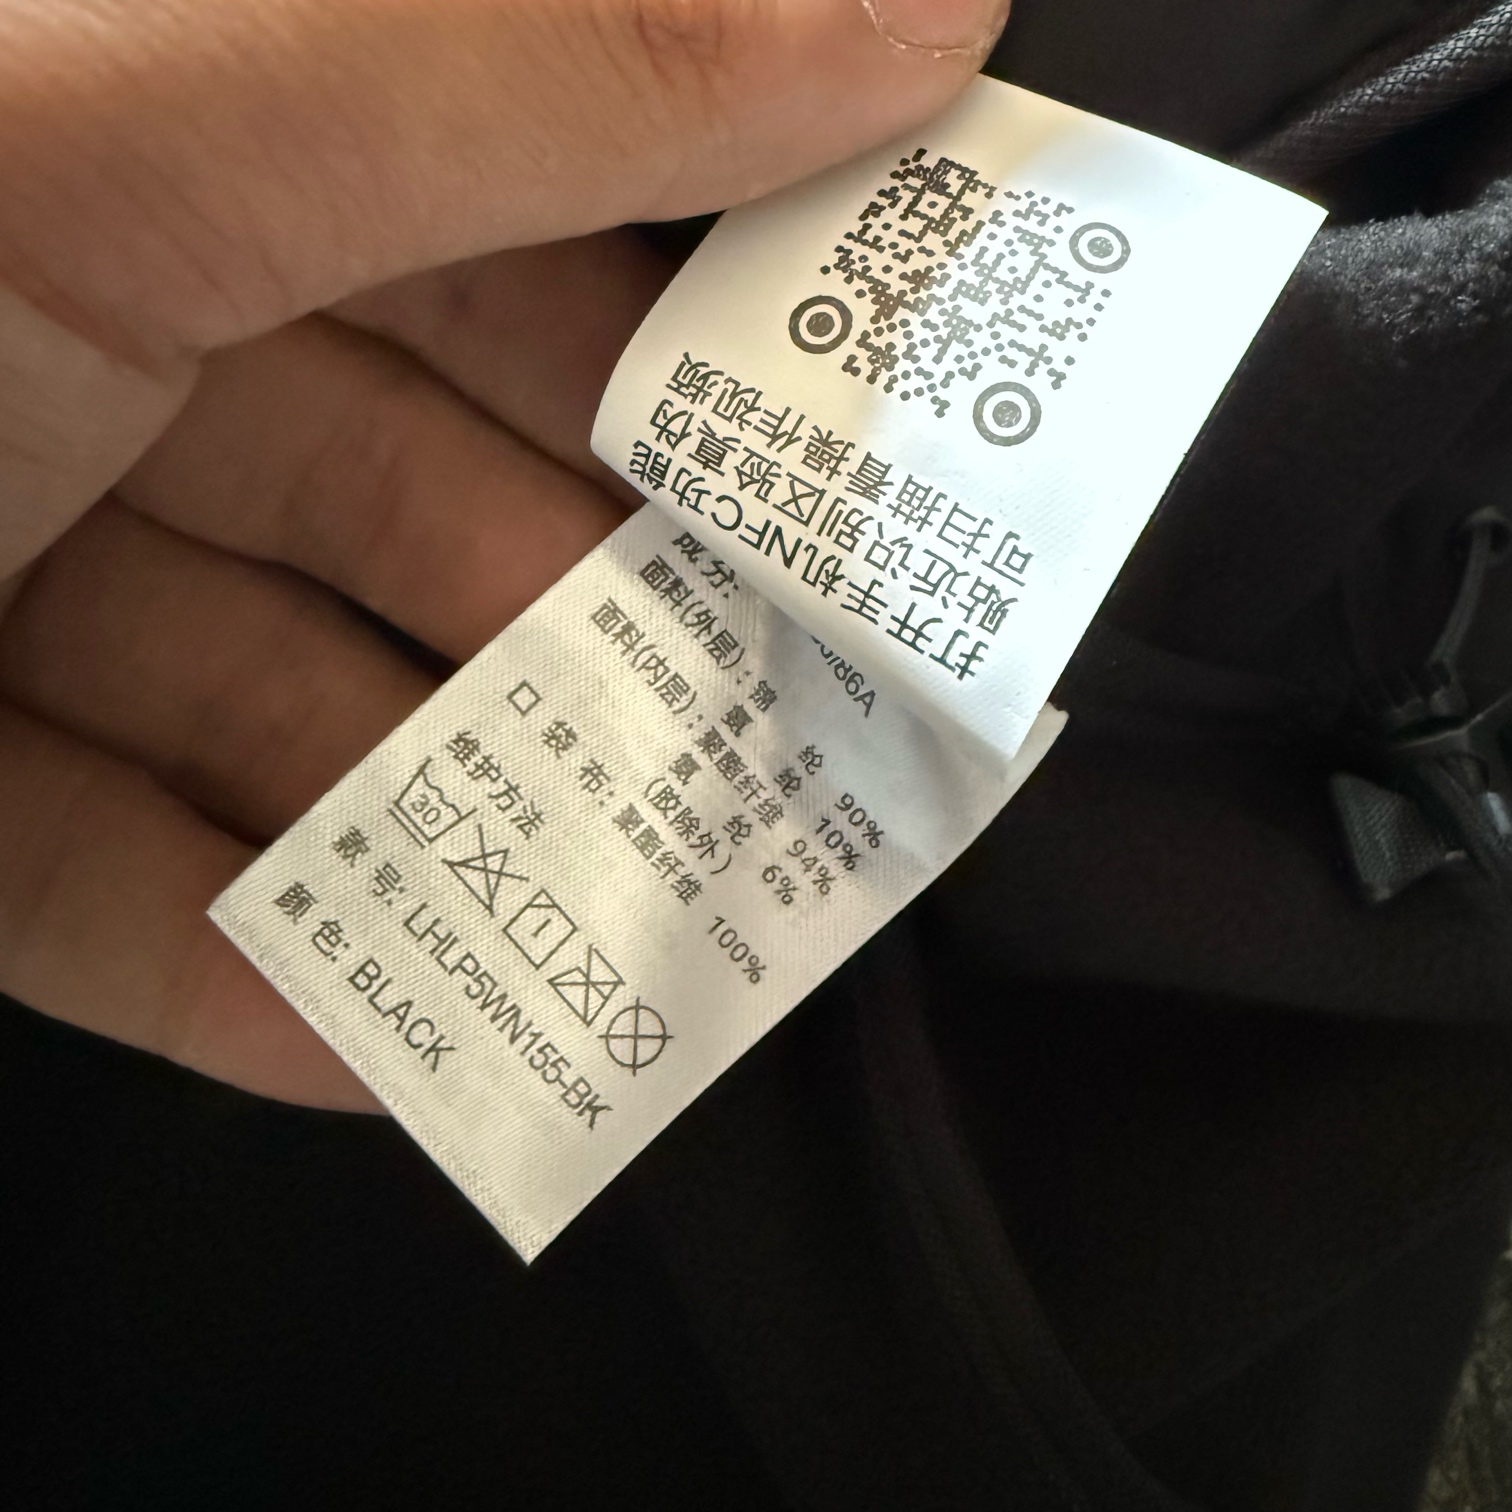 打开手机NFC功能
贴近识别区验真伪
可扫描看操作视频
R6A
成分:
面料(外层): 锦 纶 90%
氨 纶 10%
面料(内层): 聚酯纤维 94%
氨 纶 6%
(胶除外)
袋 布: 聚酯纤维 100%
维护方法
30
款 号: LHLP5WN155-BK
颜 色: BLACK